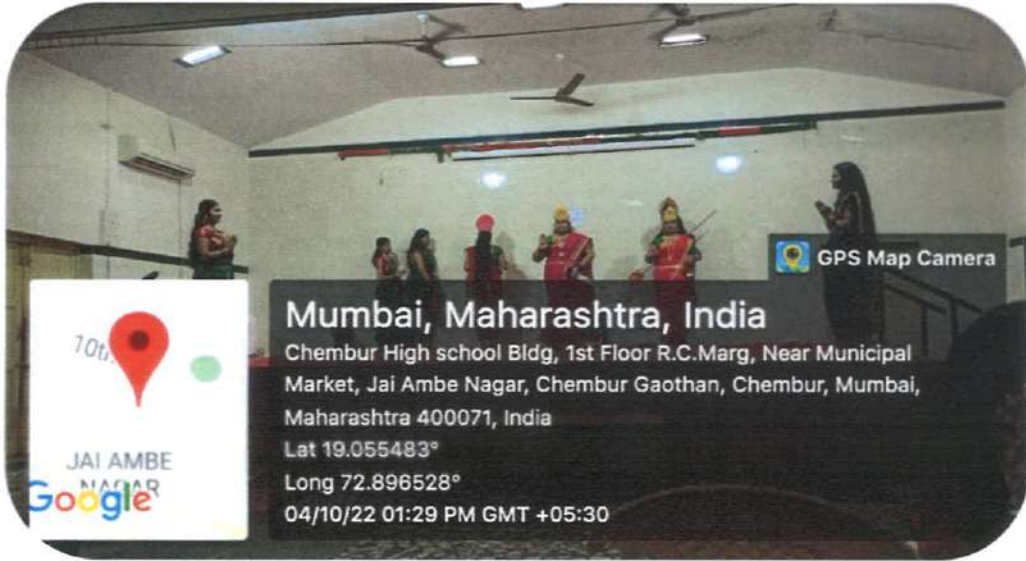 GPS Map Camera
Mumbai, Maharashtra, India
Chembur High school Bldg, 1st Floor R.C.Marg, Near Municipal
Market, Jai Ambe Nagar, Chembur Gaothan, Chembur, Mumbai,
Maharashtra 400071, India
Lat 19.055483°
Long 72.896528°
04/10/22 01:29 PM GMT +05:30
JAI AMBE
NAGAR
Google